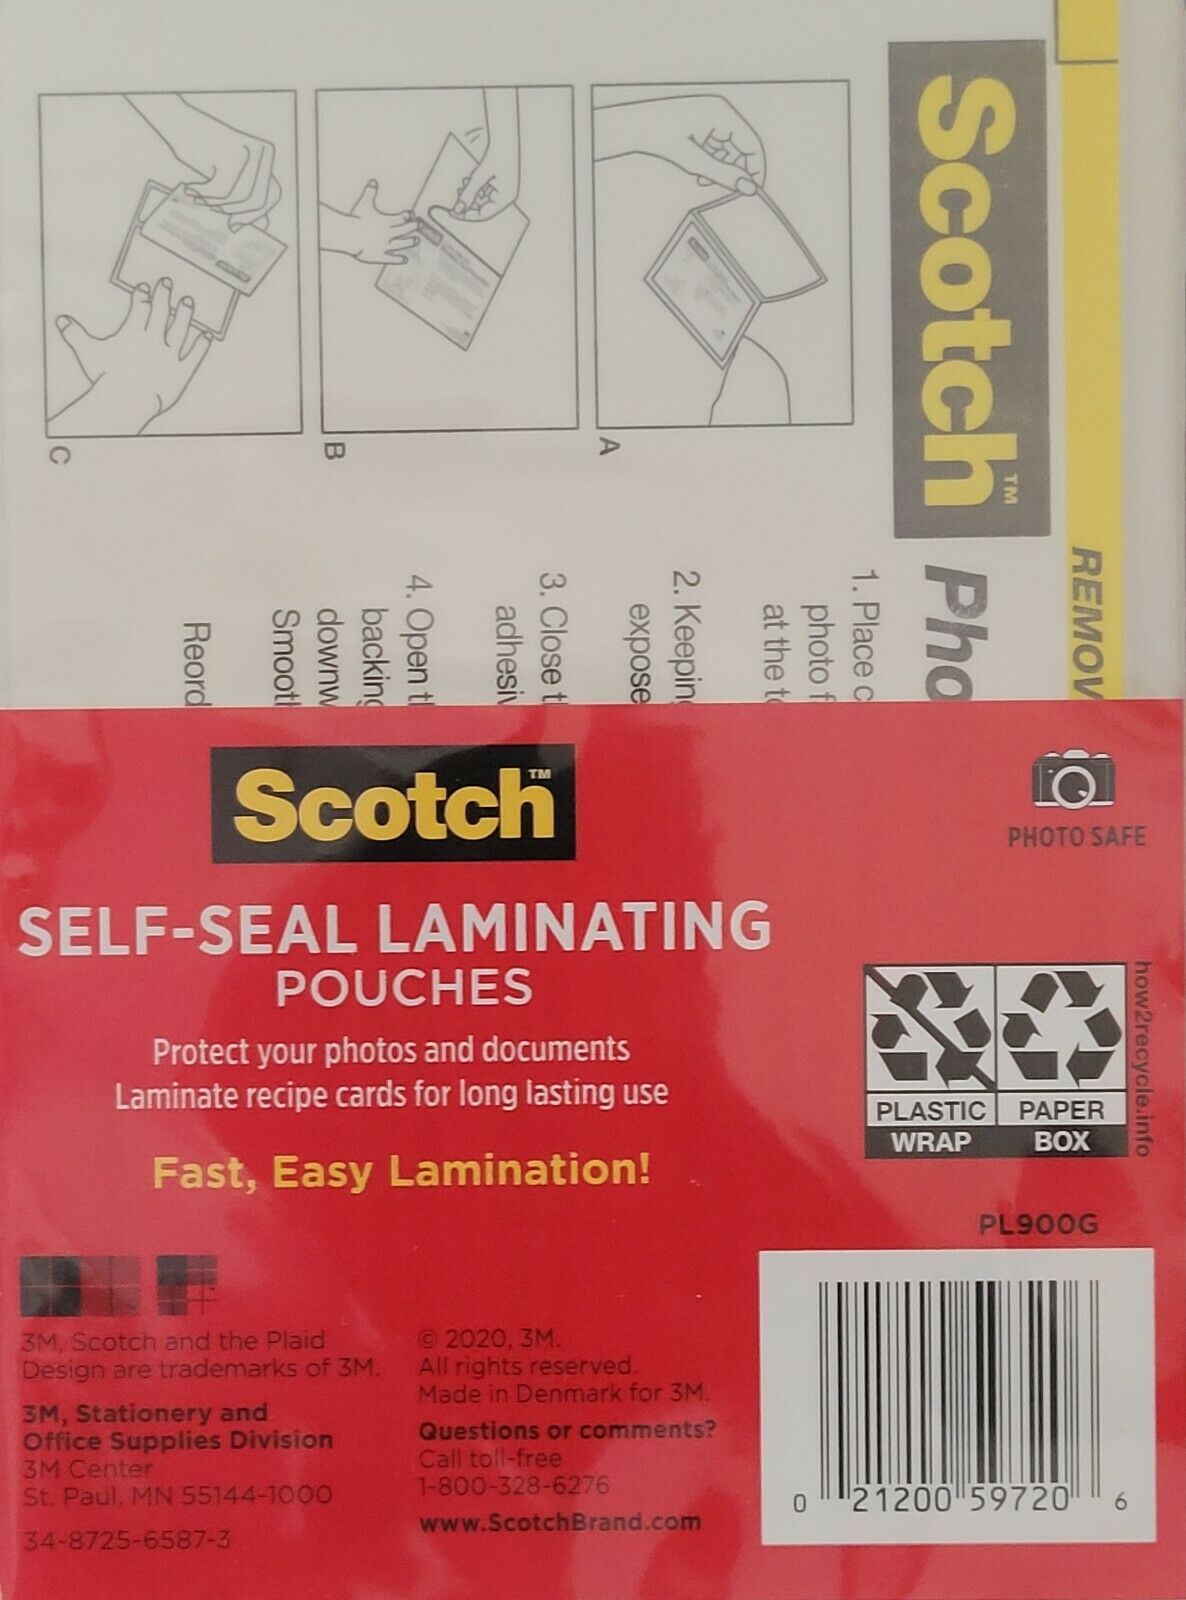 REMOV
Scotch™ Pho
1. Place c
photo f
at the t
2. Keeping
expose
3. Close t
adhesiv
4. Open t
backing
downw
Smooth
Reord
A
B
C
Scotch™
SELF-SEAL LAMINATING
POUCHES
Protect your photos and documents
Laminate recipe cards for long lasting use
Fast, Easy Lamination!
PHOTO SAFE
how2recycle.info
PLASTIC
WRAP
PAPER
BOX
PL900G
3M, Scotch and the Plaid
Design are trademarks of 3M.
3M, Stationery and
Office Supplies Division
3M Center
St. Paul, MN 55144-1000
34-8725-6587-3
© 2020, 3M.
All rights reserved.
Made in Denmark for 3M.
Questions or comments?
Call toll-free
1-800-328-6276
www.ScotchBrand.com
0 21200 59720 6